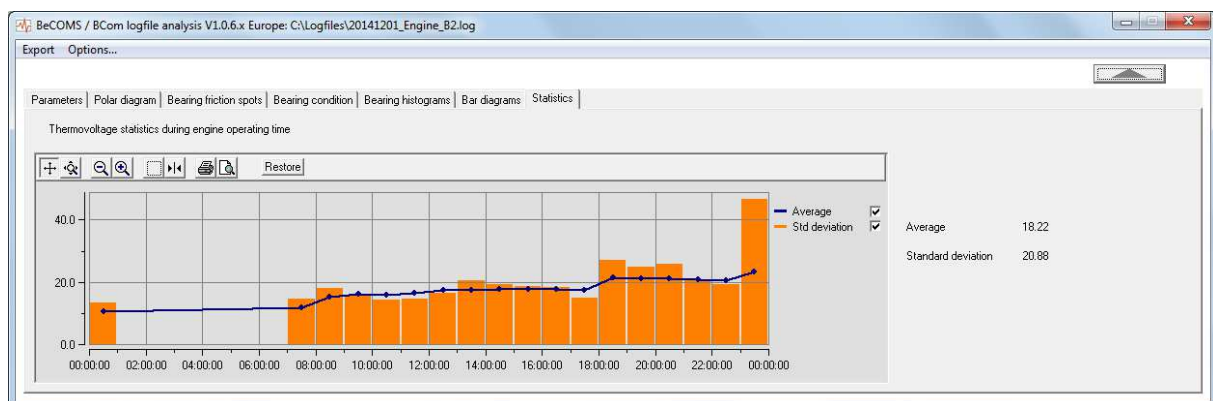 BeCOMS / BCom logfile analysis V1.0.6.x Europe: C:\Logfiles\20141201_Engine_B2.log
Export Options...
Parameters Polar diagram Bearing friction spots Bearing condition Bearing histograms Bar diagrams Statistics
Thermovoltage statistics during engine operating time
Restore
40.0
20.0
0.0
00:00:00 02:00:00 04:00:00 06:00:00 08:00:00 10:00:00 12:00:00 14:00:00 16:00:00 18:00:00 20:00:00 22:00:00 00:00:00
Average
Std deviation
Average 18.22
Standard deviation 20.88